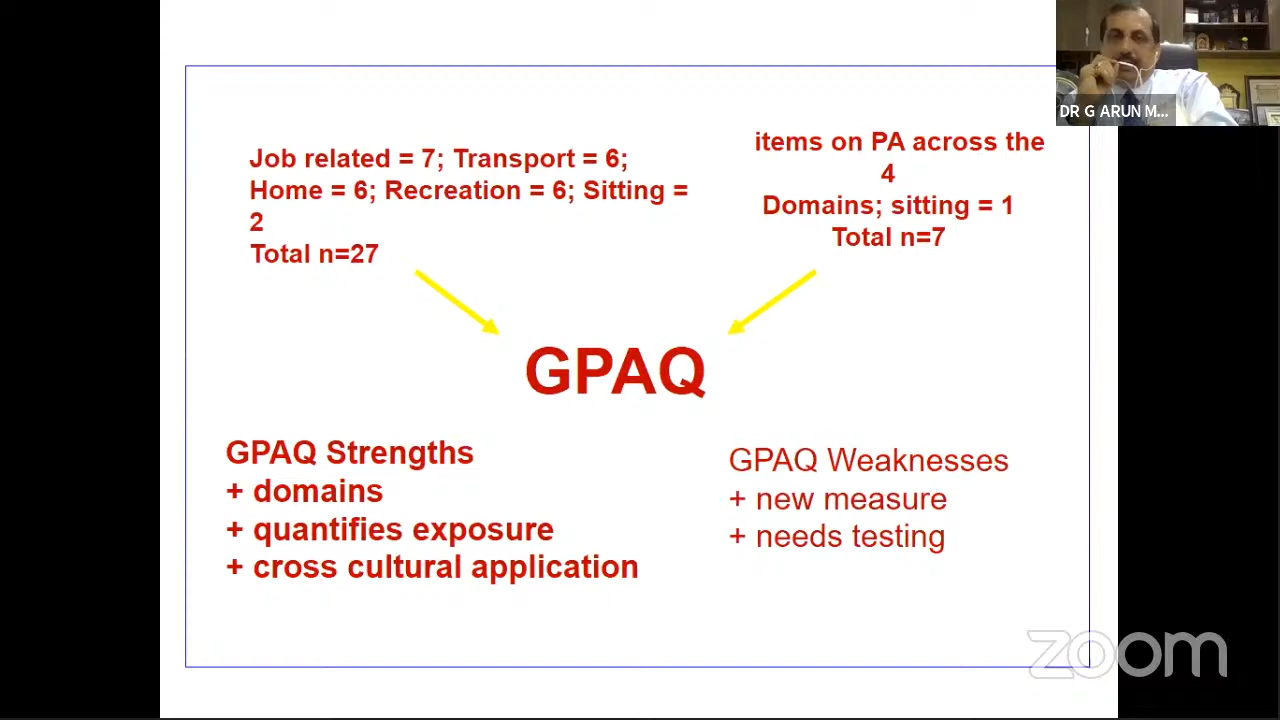 DR G ARUN M...
Job related = 7; Transport = 6;
Home = 6; Recreation = 6; Sitting =
2
Total n=27
items on PA across the
4
Domains; sitting = 1
Total n=7
GPAQ
GPAQ Strengths
+ domains
+ quantifies exposure
+ cross cultural application
GPAQ Weaknesses
+ new measure
+ needs testing
zoom